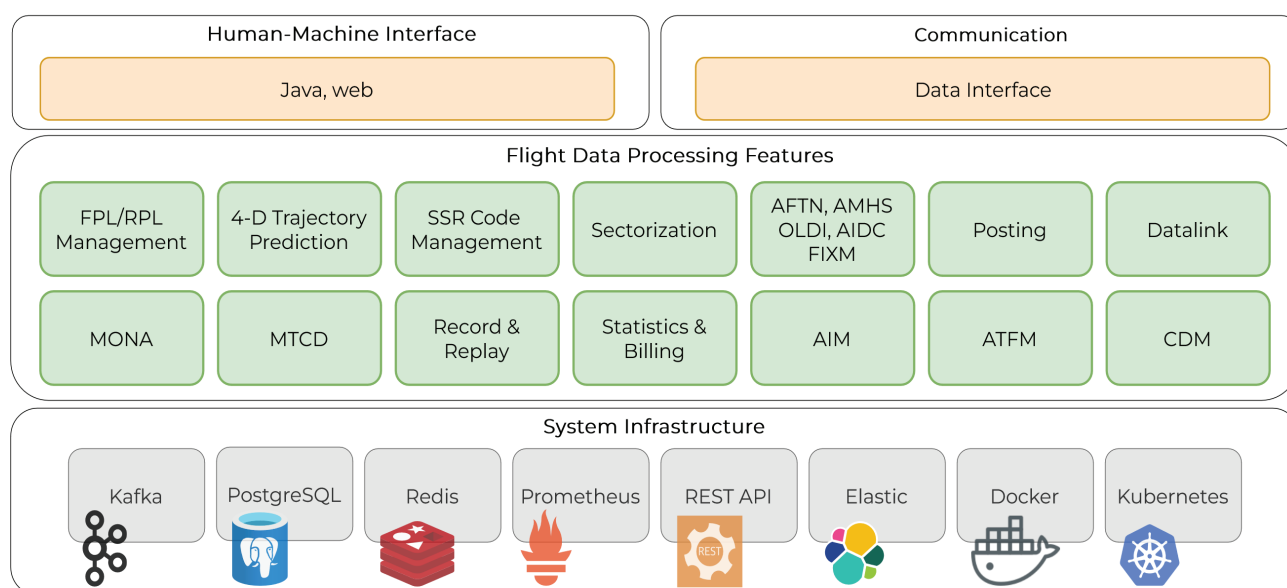 Human-Machine Interface
Java, web
Communication
Data Interface
Flight Data Processing Features
FPL/RPL
Management
4-D Trajectory
Prediction
SSR Code
Management
Sectorization
AFTN, AMHS
OLDI, AIDC
FIXM
Posting
Datalink
MONA
MTCD
Record &
Replay
Statistics &
Billing
AIM
ATFM
CDM
System Infrastructure
Kafka
PostgreSQL
Redis
Prometheus
REST API
Elastic
Docker
Kubernetes
REST